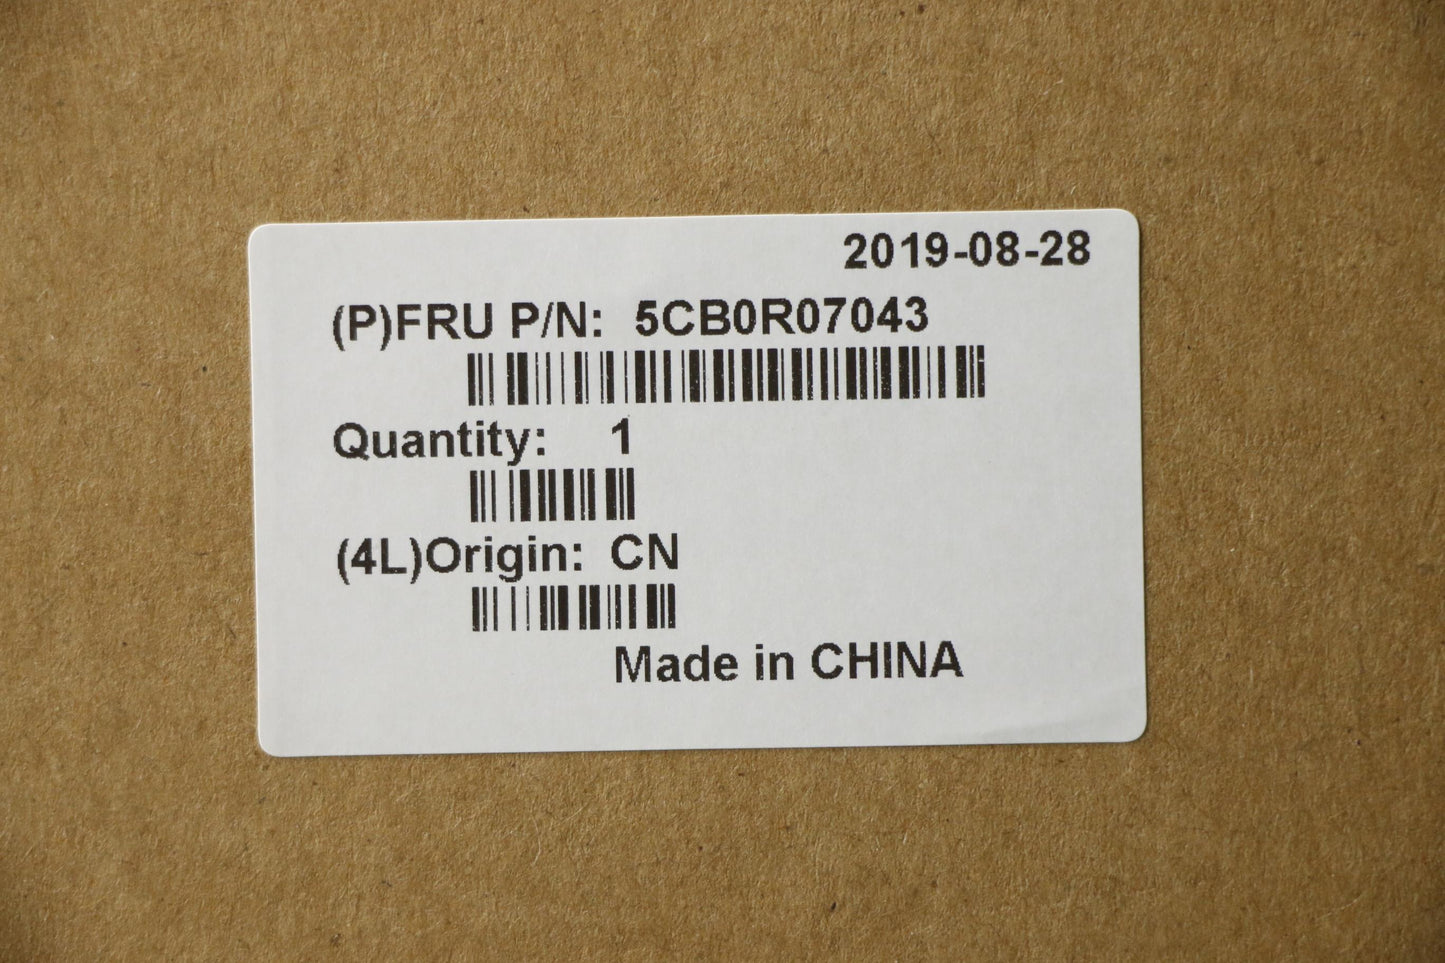 2019-08-28
(P)FRU P/N: 5CB0R07043
Quantity: 1
(4L)Origin: CN
Made in CHINA